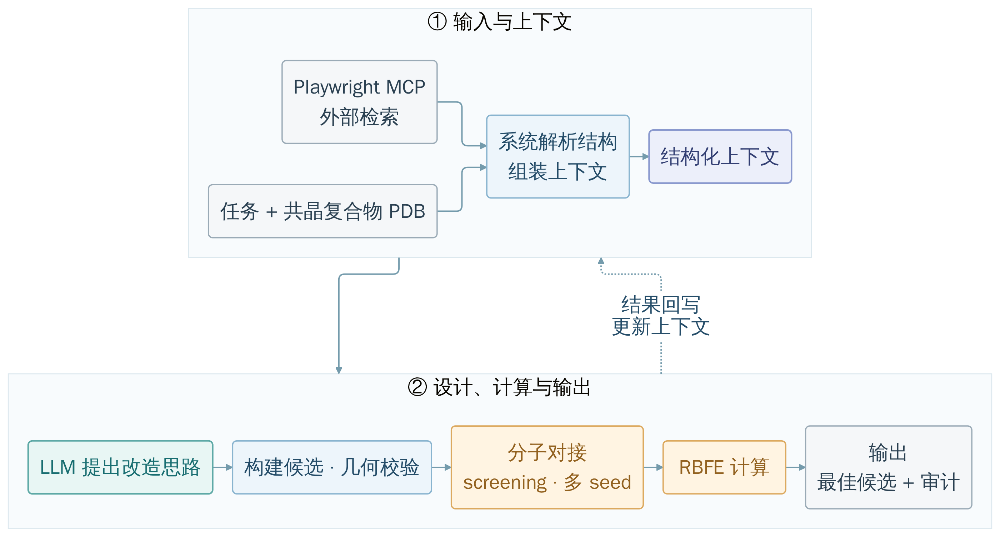 ① 输入与上下文
Playwright MCP
外部检索
任务 + 共晶复合物 PDB
系统解析结构
组装上下文
结构化上下文
结果回写
更新上下文
② 设计、计算与输出
LLM 提出改造思路
构建候选 · 几何校验
分子对接
screening · 多 seed
RBFE 计算
输出
最佳候选 + 审计